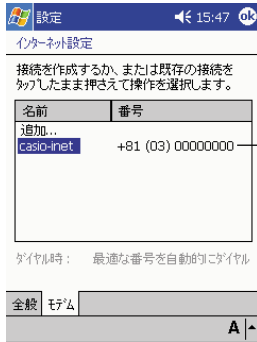 設定 15:47 ok
インターネット設定
接続を作成するか、または既存の接続を
タップしたまま押さえて操作を選択します。
名前 番号
追加...
casio-inet +81 (03) 00000000
ダイヤル時： 最適な番号を自動的にダイヤル
全般 モデム
A